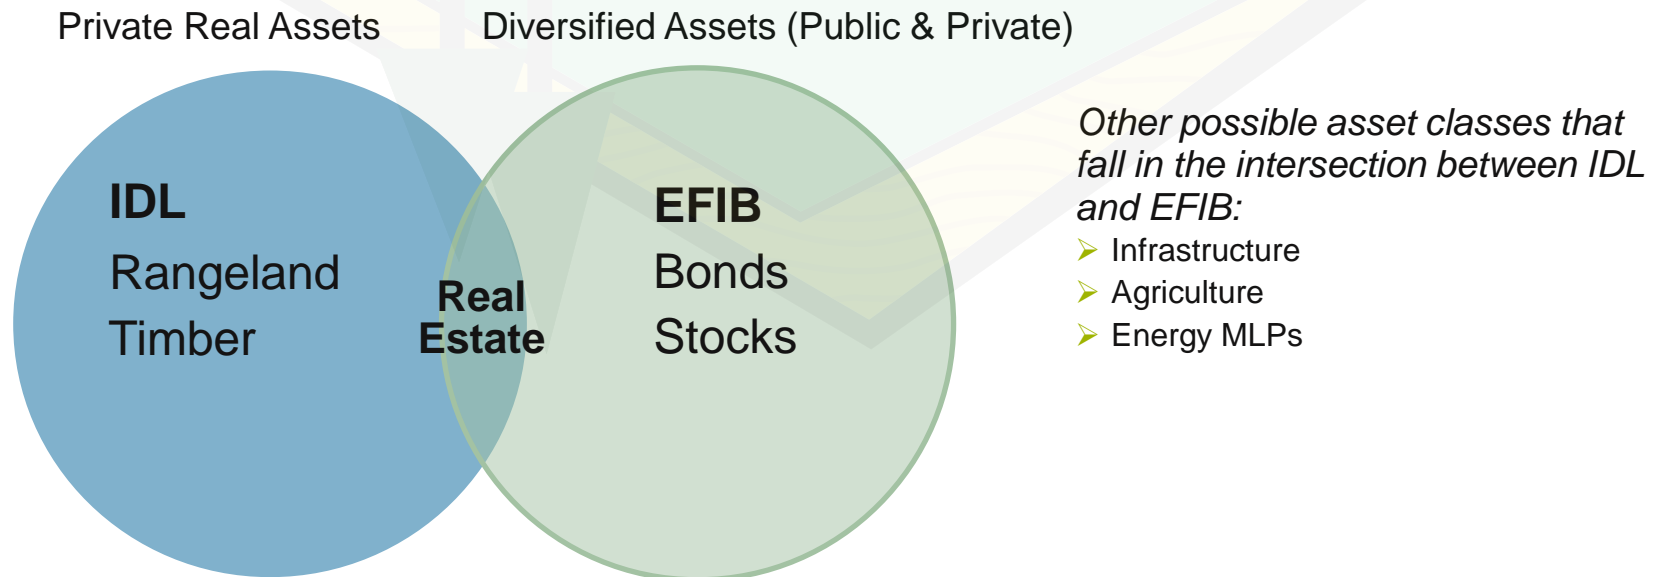 Private Real Assets
Diversified Assets (Public & Private)
IDL
Rangeland
Timber
Real
Estate
EFIB
Bonds
Stocks
Other possible asset classes that
fall in the intersection between IDL
and EFIB:
➢ Infrastructure
➢ Agriculture
➢ Energy MLPs